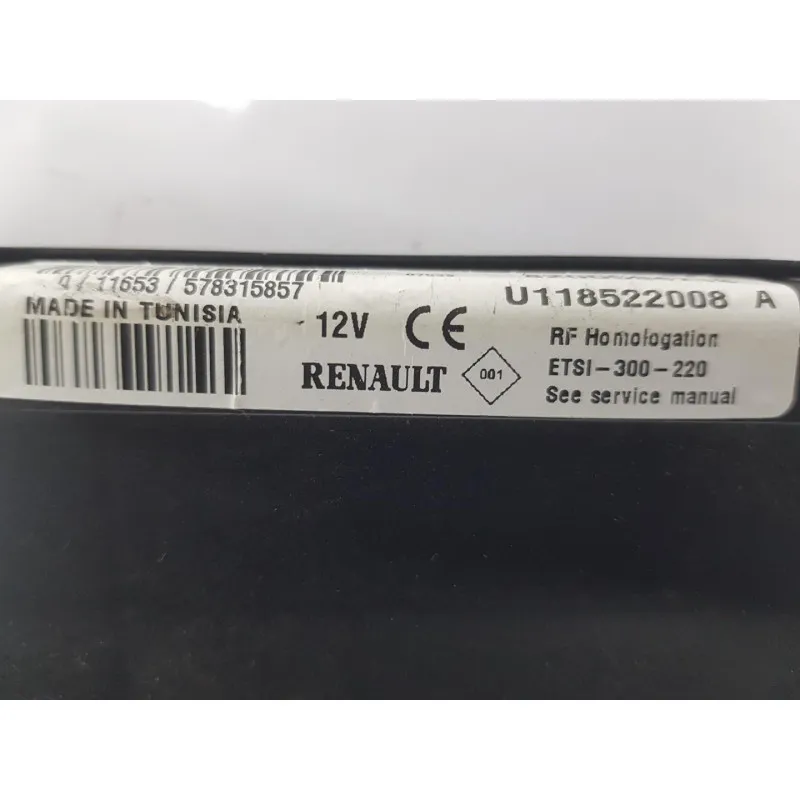 / 11653 / 578315857
MADE IN TUNISIA
12V CE
RENAULT 001
U118522008 A
RF Homologation
ETSI-300-220
See service manual